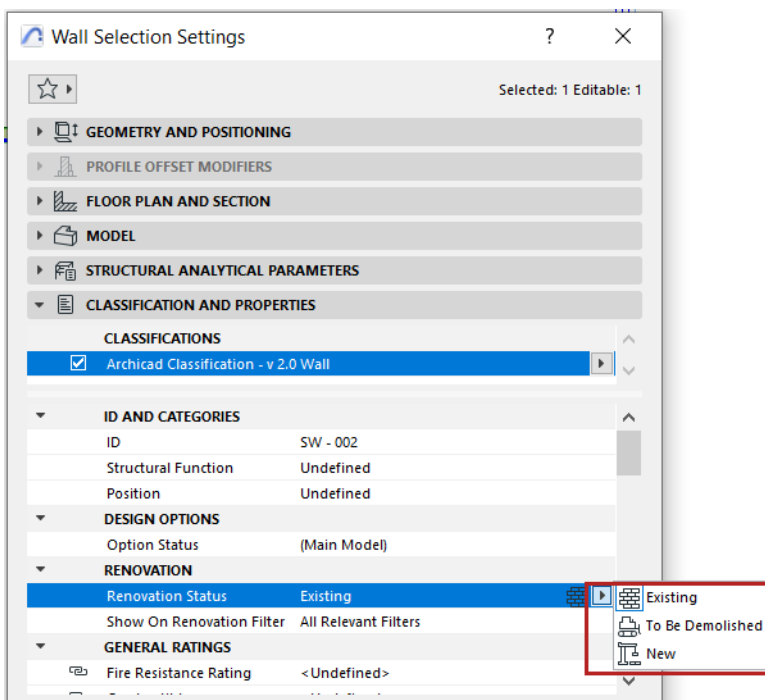 Wall Selection Settings ?
Selected: 1 Editable: 1
GEOMETRY AND POSITIONING
PROFILE OFFSET MODIFIERS
FLOOR PLAN AND SECTION
MODEL
STRUCTURAL ANALYTICAL PARAMETERS
CLASSIFICATION AND PROPERTIES
CLASSIFICATIONS
Archicad Classification - v 2.0 Wall
ID AND CATEGORIES
ID SW - 002
Structural Function Undefined
Position Undefined
DESIGN OPTIONS
Option Status (Main Model)
RENOVATION
Renovation Status Existing
Existing
To Be Demolished
New
Show On Renovation Filter All Relevant Filters
GENERAL RATINGS
Fire Resistance Rating <Undefined>